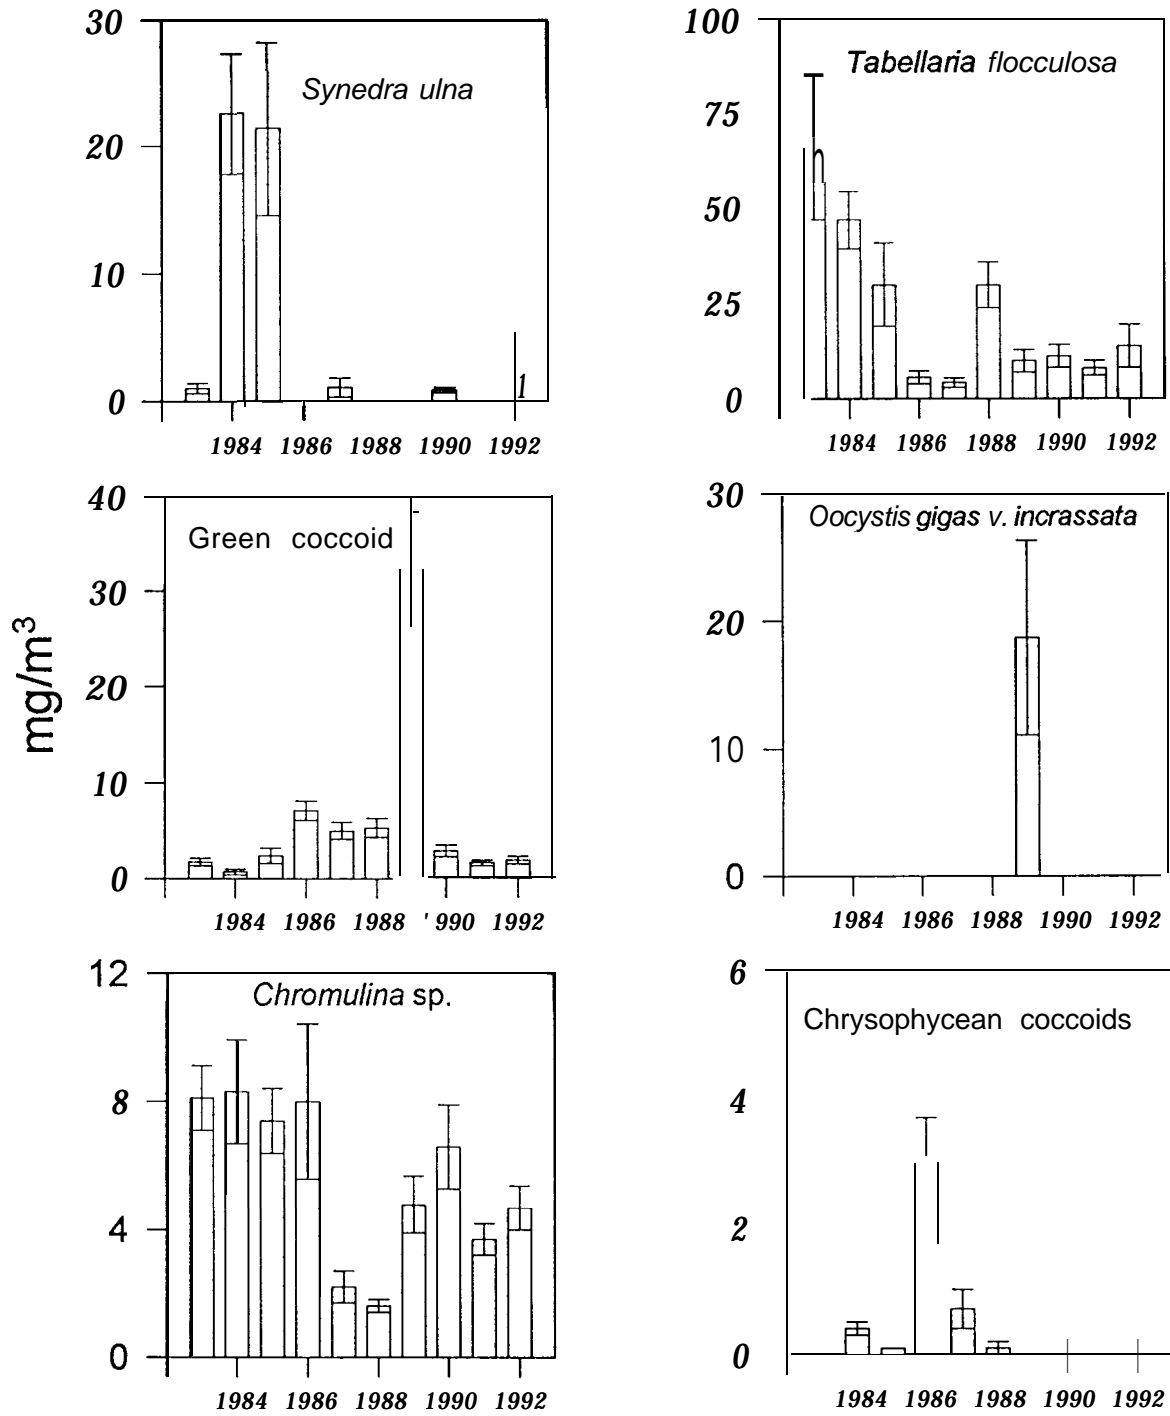 30
Synedra ulna
20
10
0
1
1984 1986 1988 1990 1992
100
Tabellaria flocculosa
75
50
25
0
1984 1986 1988 1990 1992
mg/m³
40
Green coccoid
30
20
10
0
1984 1986 1988 '990 1992
30
Oocystis gigas v. incrassata
20
10
0
1984 1986 1988 1990 1992
12
Chromulina sp.
8
4
0
1984 1986 1988 1990 1992
6
Chrysophycean coccoids
4
2
0
1984 1986 1988 1990 1992